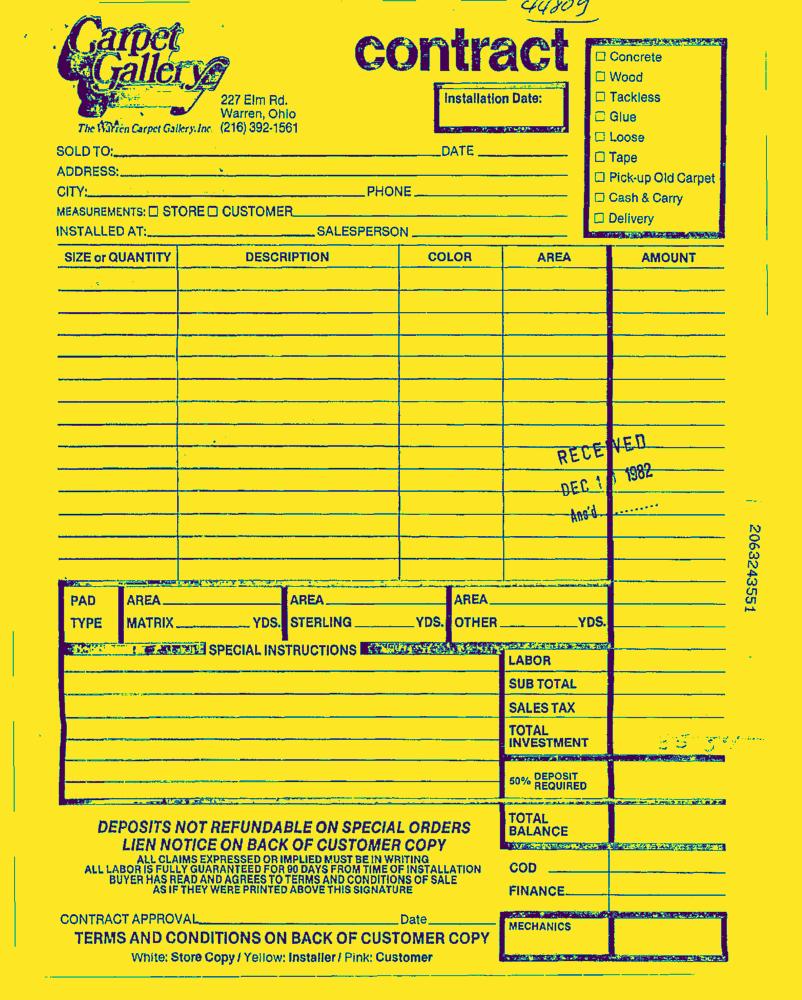 44809
Carpet
Gallery
The Warren Carpet Gallery, Inc.
227 Elm Rd.
Warren, Ohio
(216) 392-1561
contract
Installation Date:
☐ Concrete
☐ Wood
☐ Tackless
☐ Glue
☐ Loose
☐ Tape
☐ Pick-up Old Carpet
☐ Cash & Carry
☐ Delivery
SOLD TO: DATE
ADDRESS:
CITY: PHONE
MEASUREMENTS: ☐ STORE ☐ CUSTOMER
INSTALLED AT: SALESPERSON
SIZE or QUANTITY DESCRIPTION COLOR AREA AMOUNT
RECEIVED
DEC 1 1982
Ans'd
2063243551
PAD TYPE
AREA AREA AREA
MATRIX YDS. STERLING YDS. OTHER YDS.
SPECIAL INSTRUCTIONS
LABOR
SUB TOTAL
SALES TAX
TOTAL
INVESTMENT
50% DEPOSIT
REQUIRED
TOTAL
BALANCE
COD
FINANCE
MECHANICS
DEPOSITS NOT REFUNDABLE ON SPECIAL ORDERS
LIEN NOTICE ON BACK OF CUSTOMER COPY
ALL CLAIMS EXPRESSED OR IMPLIED MUST BE IN WRITING
ALL LABOR IS FULLY GUARANTEED FOR 90 DAYS FROM TIME OF INSTALLATION
BUYER HAS READ AND AGREES TO TERMS AND CONDITIONS OF SALE
AS IF THEY WERE PRINTED ABOVE THIS SIGNATURE
CONTRACT APPROVAL Date
TERMS AND CONDITIONS ON BACK OF CUSTOMER COPY
White: Store Copy / Yellow: Installer / Pink: Customer